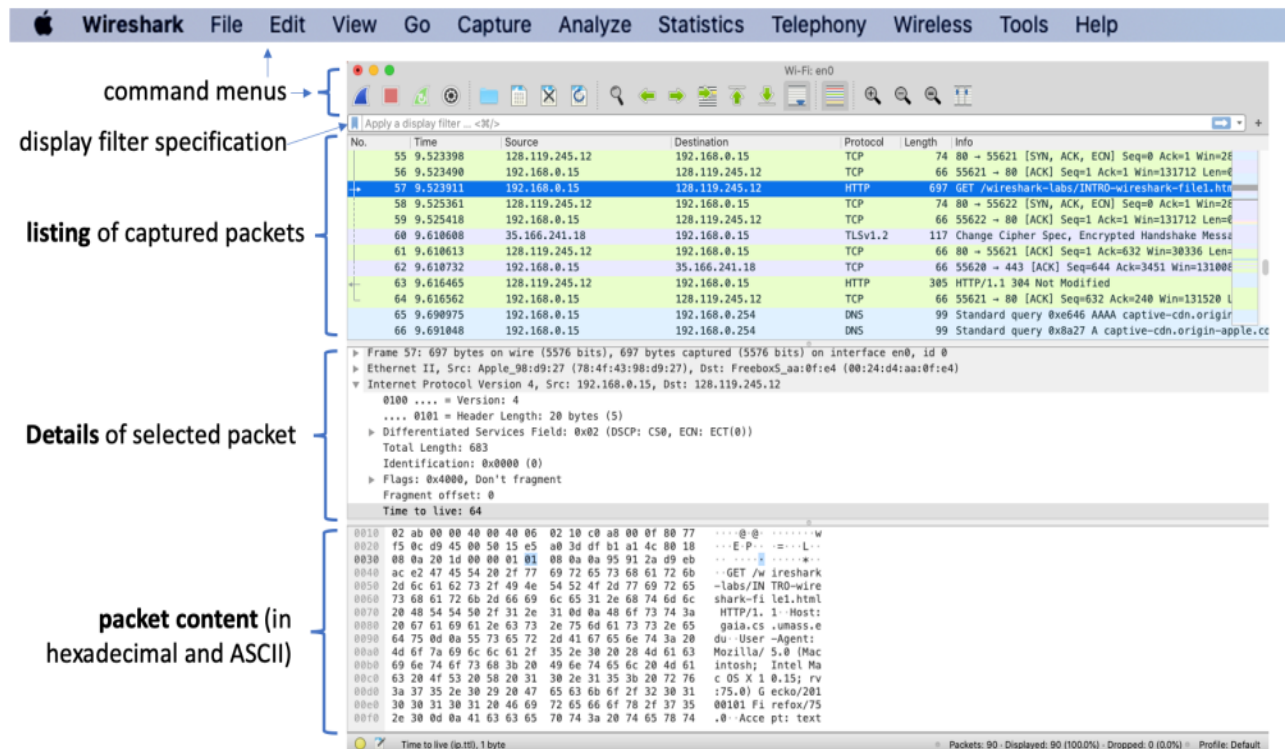 Wireshark File Edit View Go Capture Analyze Statistics Telephony Wireless Tools Help
command menus
Wi-Fi: en0
display filter specification
Apply a display filter ... <⌘/>
No. Time Source Destination Protocol Length Info
55 9.523398 128.119.245.12 192.168.0.15 TCP 74 80 → 55621 [SYN, ACK, ECN] Seq=0 Ack=1 Win=28
56 9.523490 192.168.0.15 128.119.245.12 TCP 66 55621 → 80 [ACK] Seq=1 Ack=1 Win=131712 Len=0
57 9.523911 192.168.0.15 128.119.245.12 HTTP 697 GET /wireshark-labs/INTRO-wireshark-file1.htm
58 9.525361 128.119.245.12 192.168.0.15 TCP 74 80 → 55622 [SYN, ACK, ECN] Seq=0 Ack=1 Win=28
59 9.525418 192.168.0.15 128.119.245.12 TCP 66 55622 → 80 [ACK] Seq=1 Ack=1 Win=131712 Len=0
listing of captured packets
60 9.610608 35.166.241.18 192.168.0.15 TLSv1.2 117 Change Cipher Spec, Encrypted Handshake Messa
61 9.610613 128.119.245.12 192.168.0.15 TCP 66 80 → 55621 [ACK] Seq=1 Ack=632 Win=30336 Len=
62 9.610732 192.168.0.15 35.166.241.18 TCP 66 55620 → 443 [ACK] Seq=644 Ack=3451 Win=131008
63 9.616465 128.119.245.12 192.168.0.15 HTTP 305 HTTP/1.1 304 Not Modified
64 9.616562 192.168.0.15 128.119.245.12 TCP 66 55621 → 80 [ACK] Seq=632 Ack=240 Win=131520 L
65 9.690975 192.168.0.15 192.168.0.254 DNS 99 Standard query 0xe646 AAAA captive-cdn.origin
66 9.691048 192.168.0.15 192.168.0.254 DNS 99 Standard query 0x8a27 A captive-cdn.origin-apple.co
Frame 57: 697 bytes on wire (5576 bits), 697 bytes captured (5576 bits) on interface en0, id 0
Ethernet II, Src: Apple_98:d9:27 (78:4f:43:98:d9:27), Dst: FreeboxS_aa:0f:e4 (00:24:d4:aa:0f:e4)
Internet Protocol Version 4, Src: 192.168.0.15, Dst: 128.119.245.12
0100 .... = Version: 4
.... 0101 = Header Length: 20 bytes (5)
Details of selected packet
Differentiated Services Field: 0x02 (DSCP: CS0, ECN: ECT(0))
Total Length: 683
Identification: 0x0000 (0)
Flags: 0x4000, Don't fragment
Fragment offset: 0
Time to live: 64
0010 02 ab 00 00 40 00 40 06 02 10 c0 a8 00 0f 80 77 ····@·@· ·······w
0020 f5 0c d9 45 00 50 15 e5 a0 3d df b1 a1 4c 80 18 ···E·P·· ·=···L··
0030 08 0a 20 1d 00 00 01 01 08 0a 0a 95 91 2a d9 eb ·· ····· ·····*··
0040 ac e2 47 45 54 20 2f 77 69 72 65 73 68 61 72 6b ··GET /w ireshark
0050 2d 6c 61 62 73 2f 49 4e 54 52 4f 2d 77 69 72 65 -labs/IN TRO-wire
0060 73 68 61 72 6b 2d 66 69 6c 65 31 2e 68 74 6d 6c shark-fi le1.html
0070 20 48 54 54 50 2f 31 2e 31 0d 0a 48 6f 73 74 3a HTTP/1. 1··Host:
0080 20 67 61 69 61 2e 63 73 2e 75 6d 61 73 73 2e 65 gaia.cs .umass.e
0090 64 75 0d 0a 55 73 65 72 2d 41 67 65 6e 74 3a 20 du··User -Agent:
00a0 4d 6f 7a 69 6c 6c 61 2f 35 2e 30 20 28 4d 61 63 Mozilla/ 5.0 (Mac
00b0 69 6e 74 6f 73 68 3b 20 49 6e 74 65 6c 20 4d 61 intosh; Intel Ma
00c0 63 20 4f 53 20 58 20 31 30 2e 31 35 3b 20 72 76 c OS X 1 0.15; rv
00d0 3a 37 35 2e 30 29 20 47 65 63 6b 6f 2f 32 30 31 :75.0) G ecko/201
00e0 30 30 31 30 31 20 46 69 72 65 66 6f 78 2f 37 35 00101 Fi refox/75
00f0 2e 30 0d 0a 41 63 63 65 70 74 3a 20 74 65 78 74 .0··Acce pt: text
packet content (in
hexadecimal and ASCII)
Time to live (ip.ttl), 1 byte Packets: 90 · Displayed: 90 (100.0%) · Dropped: 0 (0.0%) Profile: Default